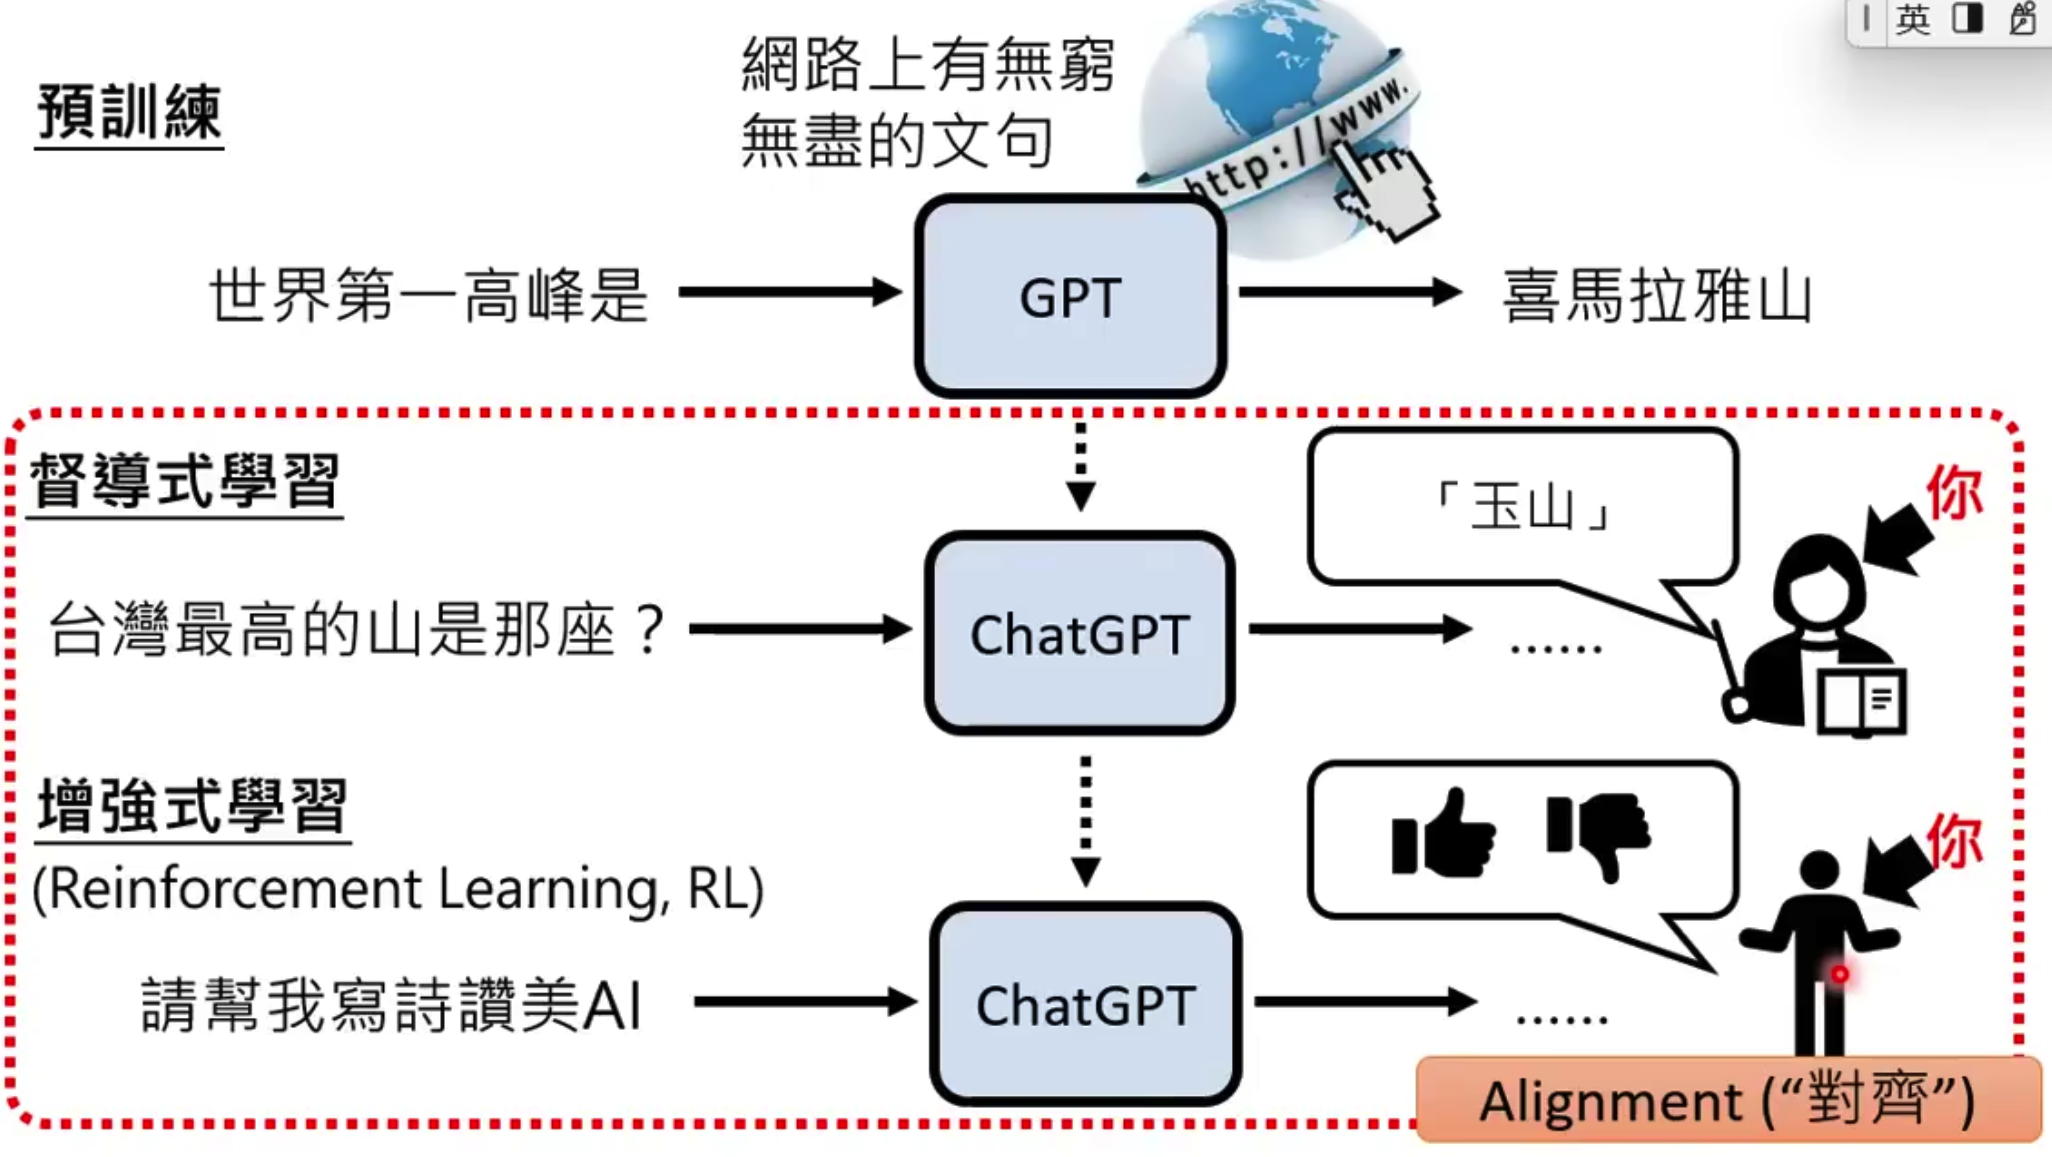 英
網路上有無窮
無盡的文句
http://www.
預訓練
世界第一高峰是
GPT
喜馬拉雅山
督導式學習
「玉山」
你
台灣最高的山是那座？
ChatGPT
......
增強式學習
(Reinforcement Learning, RL)
你
請幫我寫詩讚美AI
ChatGPT
......
Alignment (“對齊”)